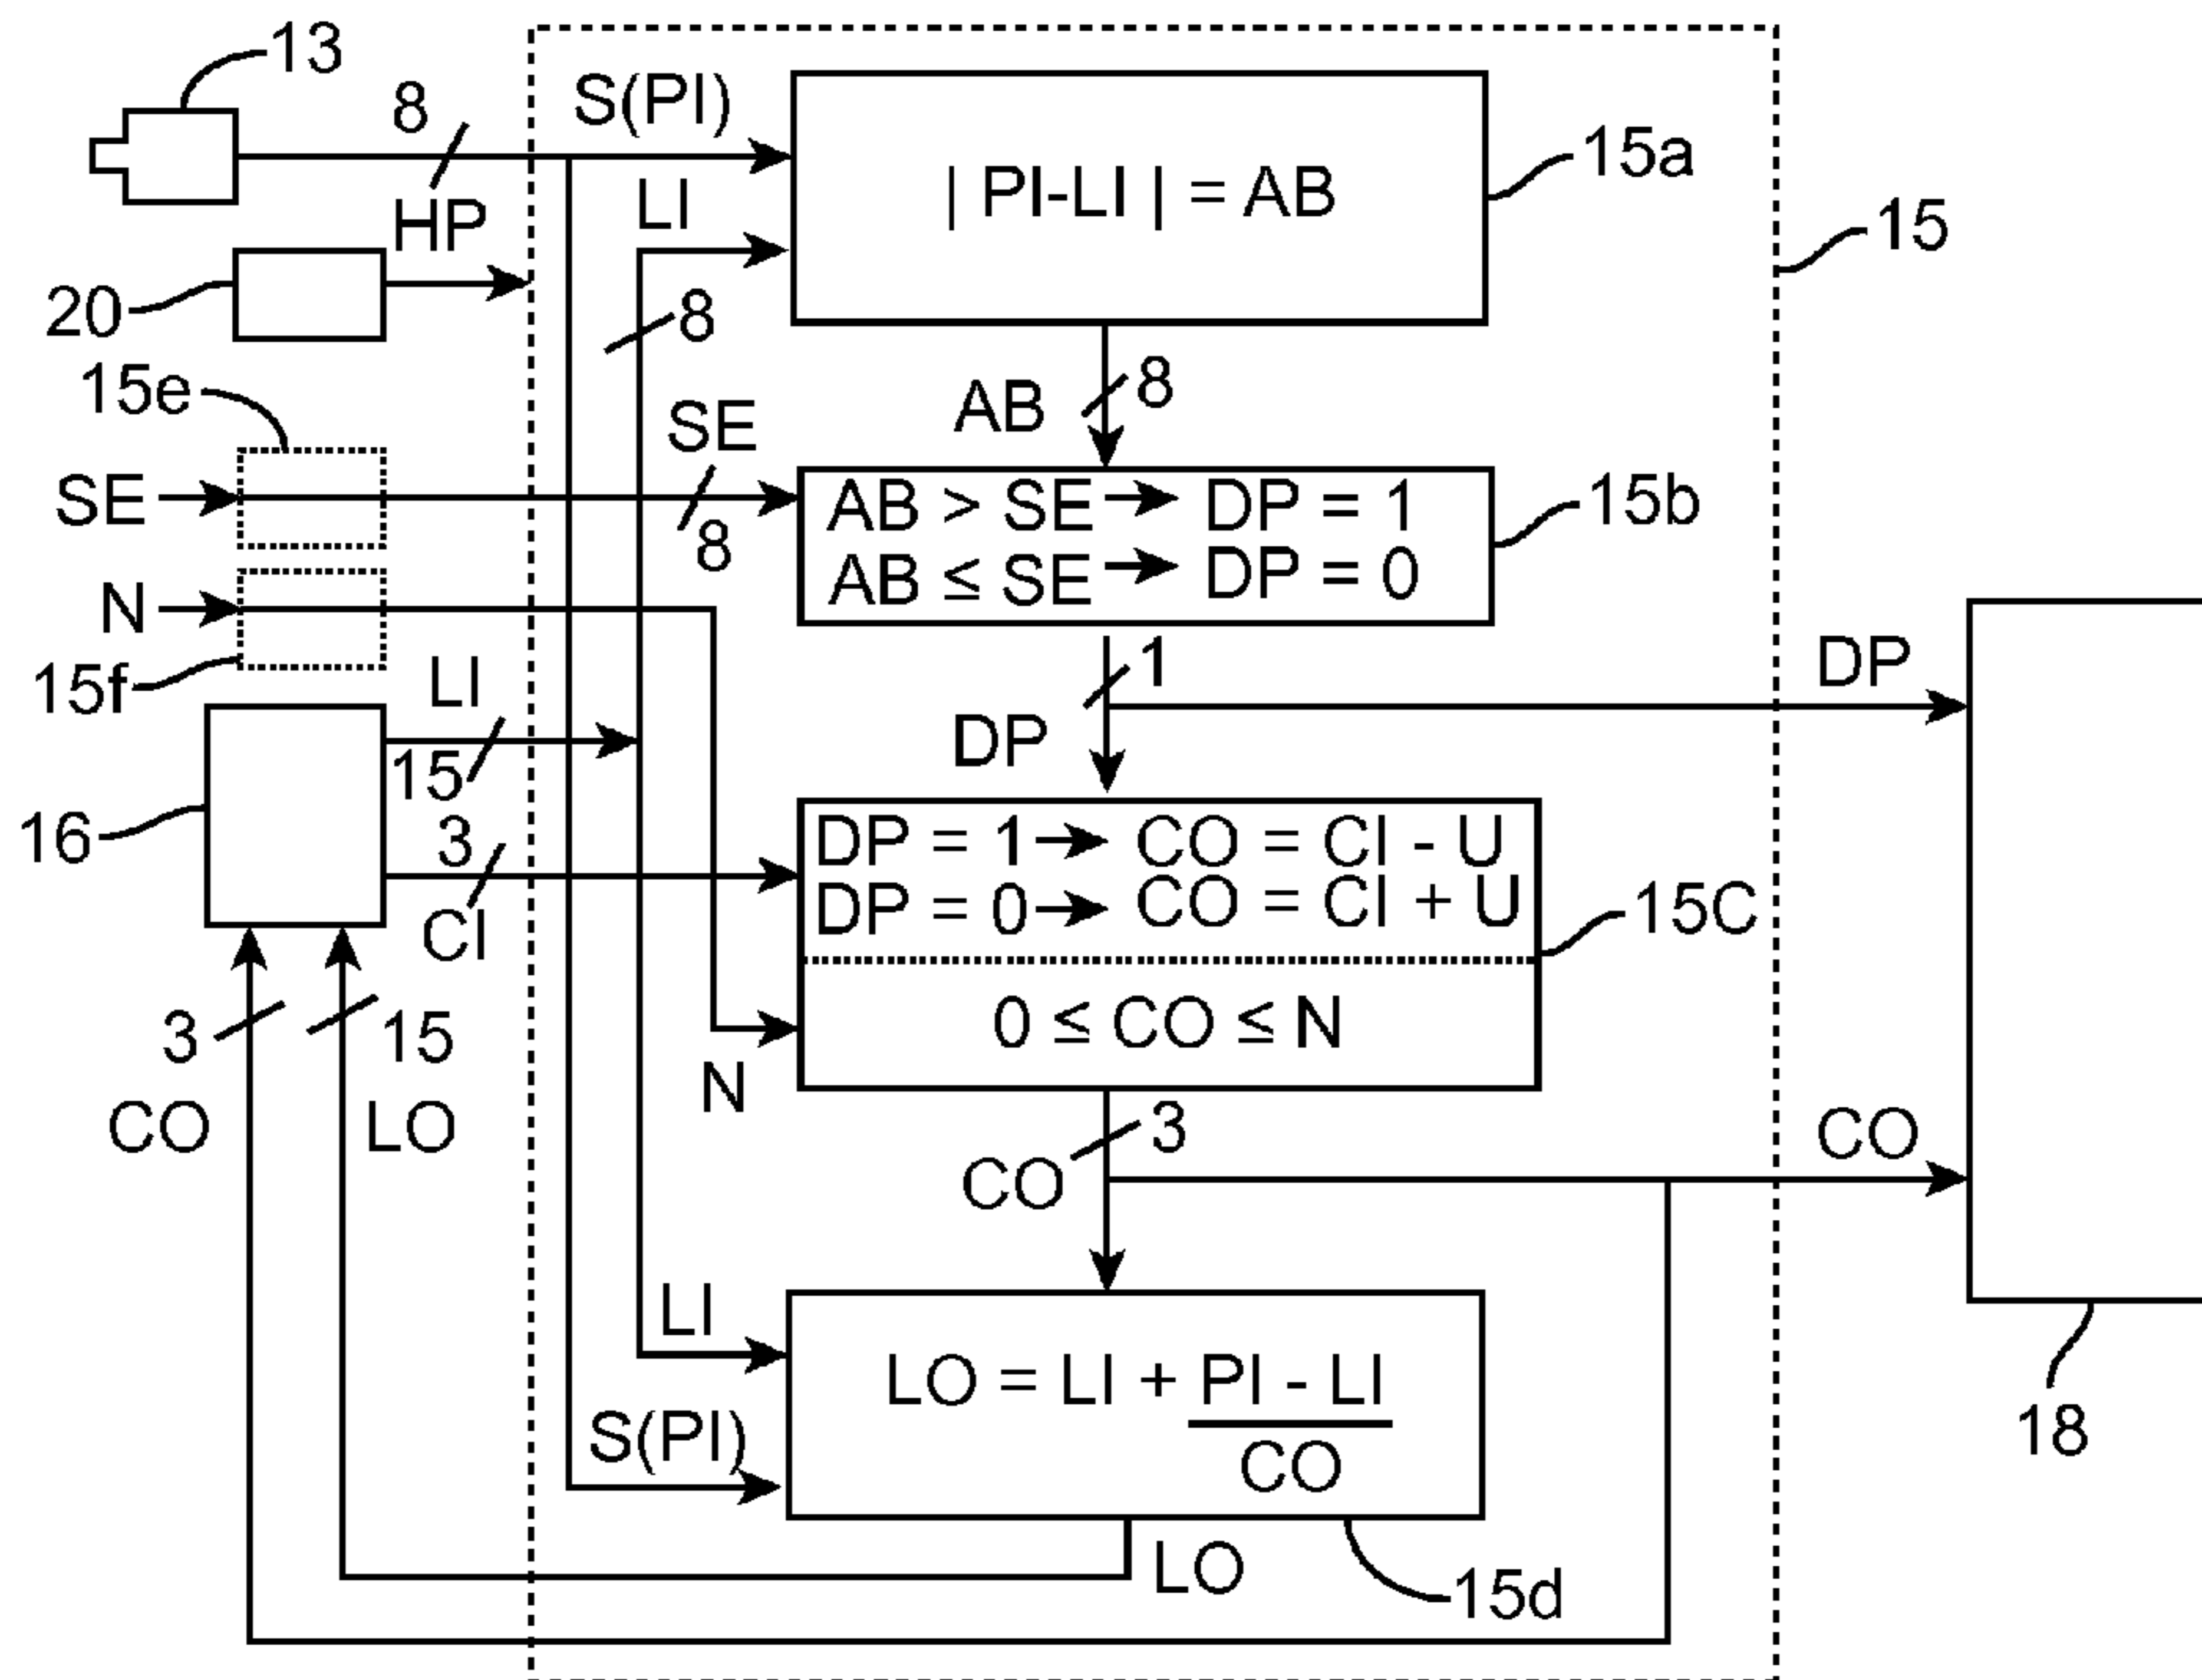 13
8
S(PI)
| PI-LI | = AB
15a
HP
LI
15
20
8
15e
AB
8
SE
SE
8
AB > SE → DP = 1
AB ≤ SE → DP = 0
15b
N
15f
LI
15
1
DP
DP
16
3
CI
DP = 1 → CO = CI - U
DP = 0 → CO = CI + U
15C
0 ≤ CO ≤ N
3
15
CO
LO
N
3
CO
CO
LI
LO = LI + PI - LI
CO
S(PI)
18
LO
15d